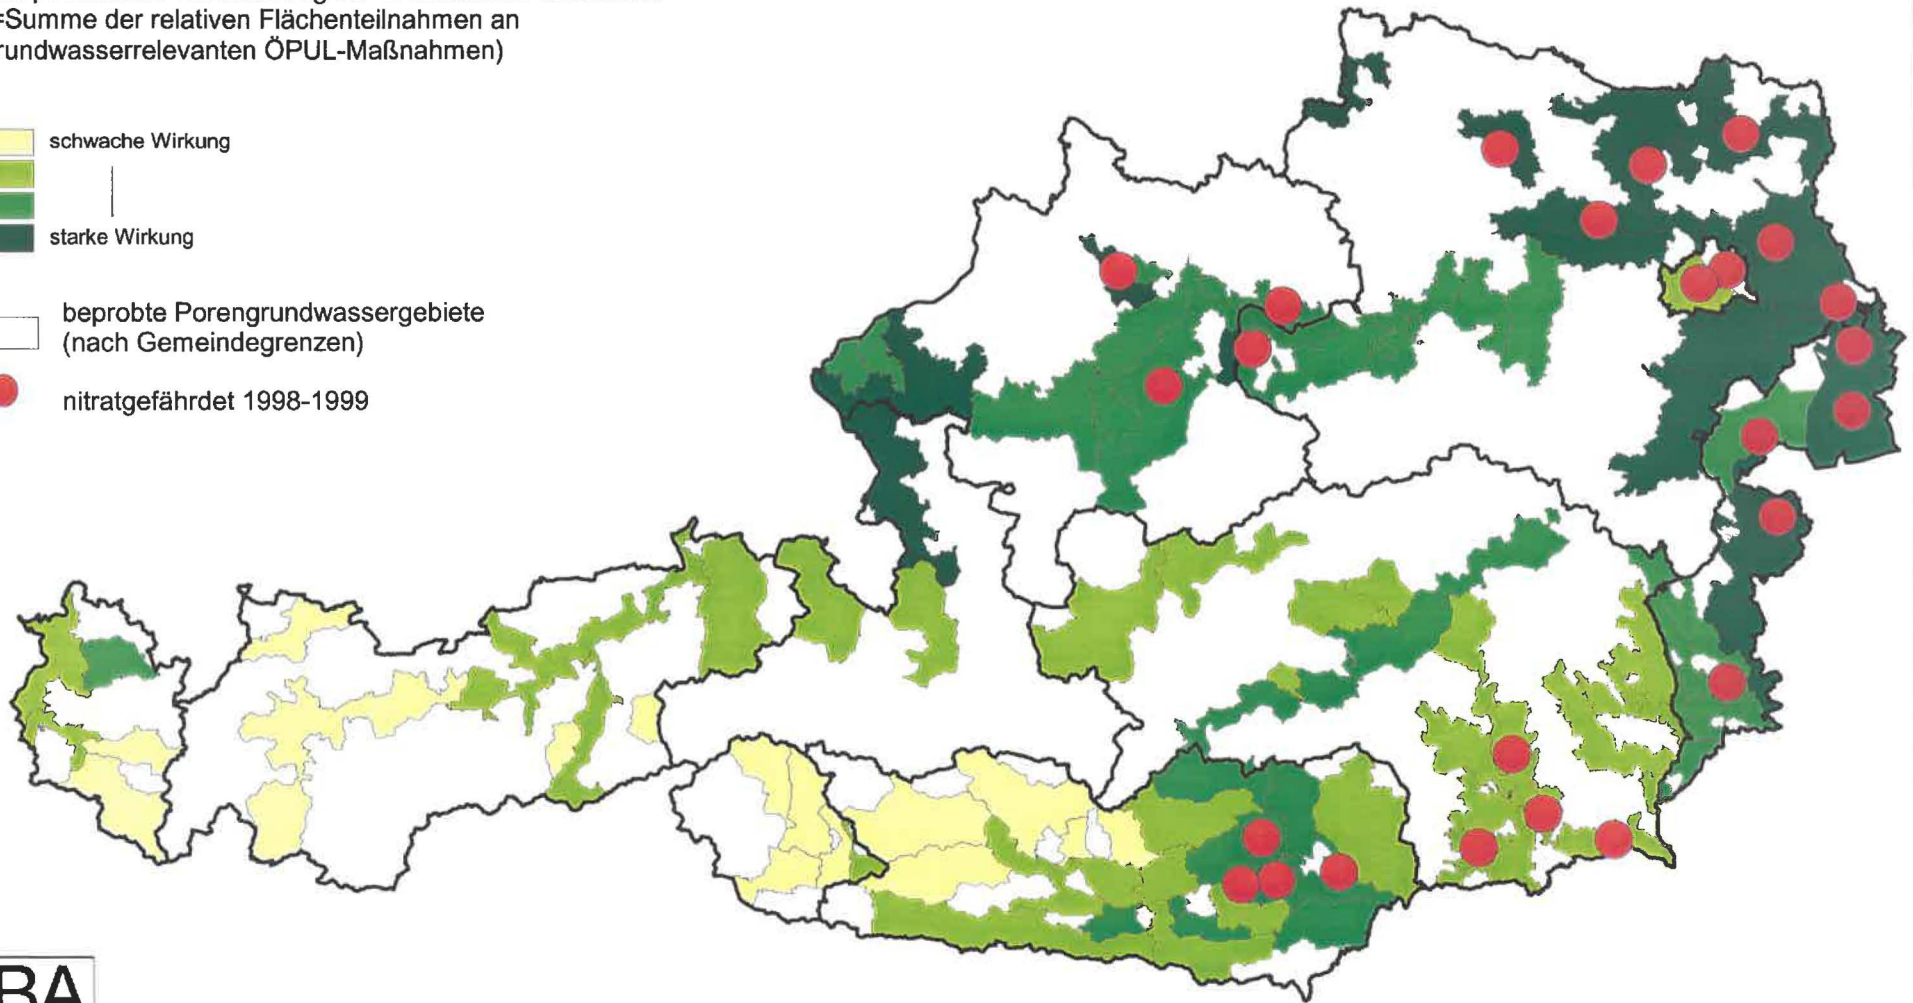 =Summe der relativen Flächenteilnahmen an
rundwasserrelevanten ÖPUL-Maßnahmen)
schwache Wirkung
starke Wirkung
beprobte Porengrundwassergebiete
(nach Gemeindegrenzen)
nitratgefährdet 1998-1999
BA